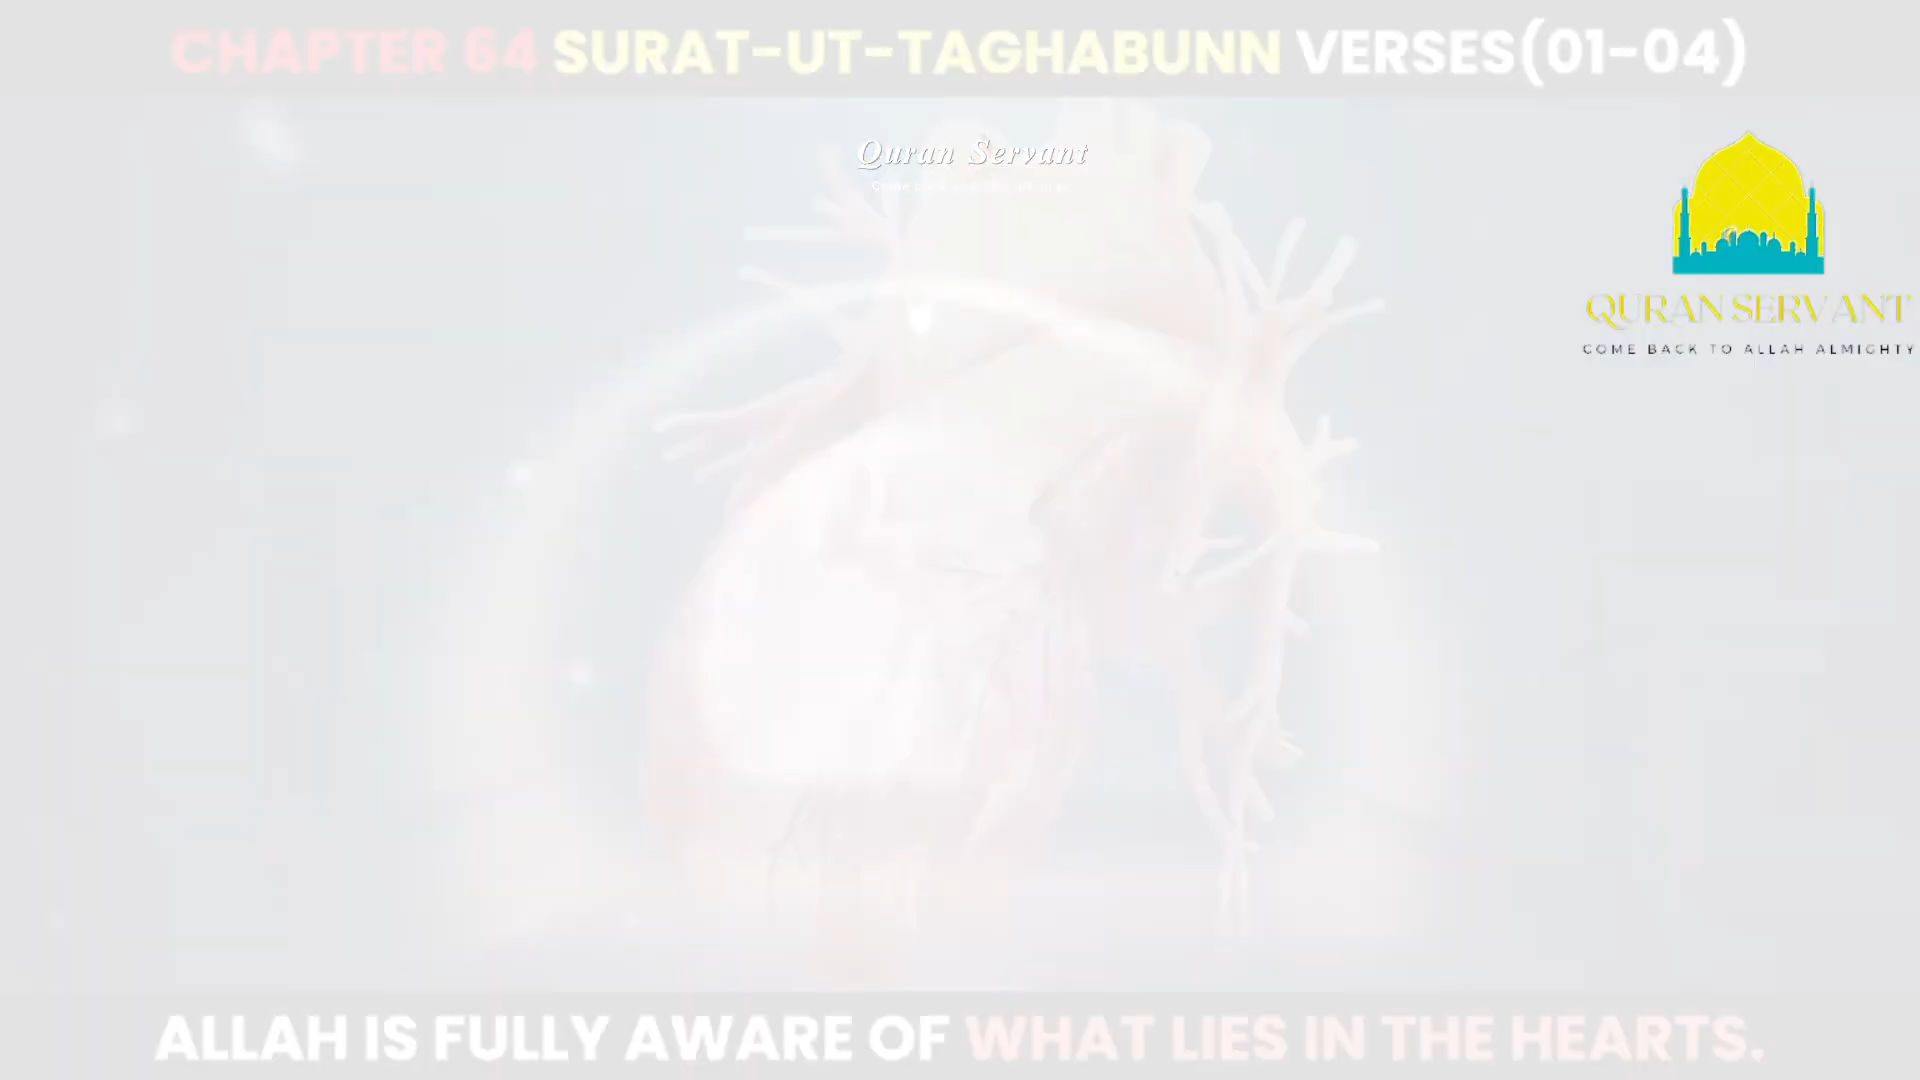 CHAPTER 64 SURAT-UT-TAGHABUNN VERSES(01-04)
Quran Servant
QURAN SERVANT
COME BACK TO ALLAH ALMIGHTY
ALLAH IS FULLY AWARE OF WHAT LIES IN THE HEARTS.